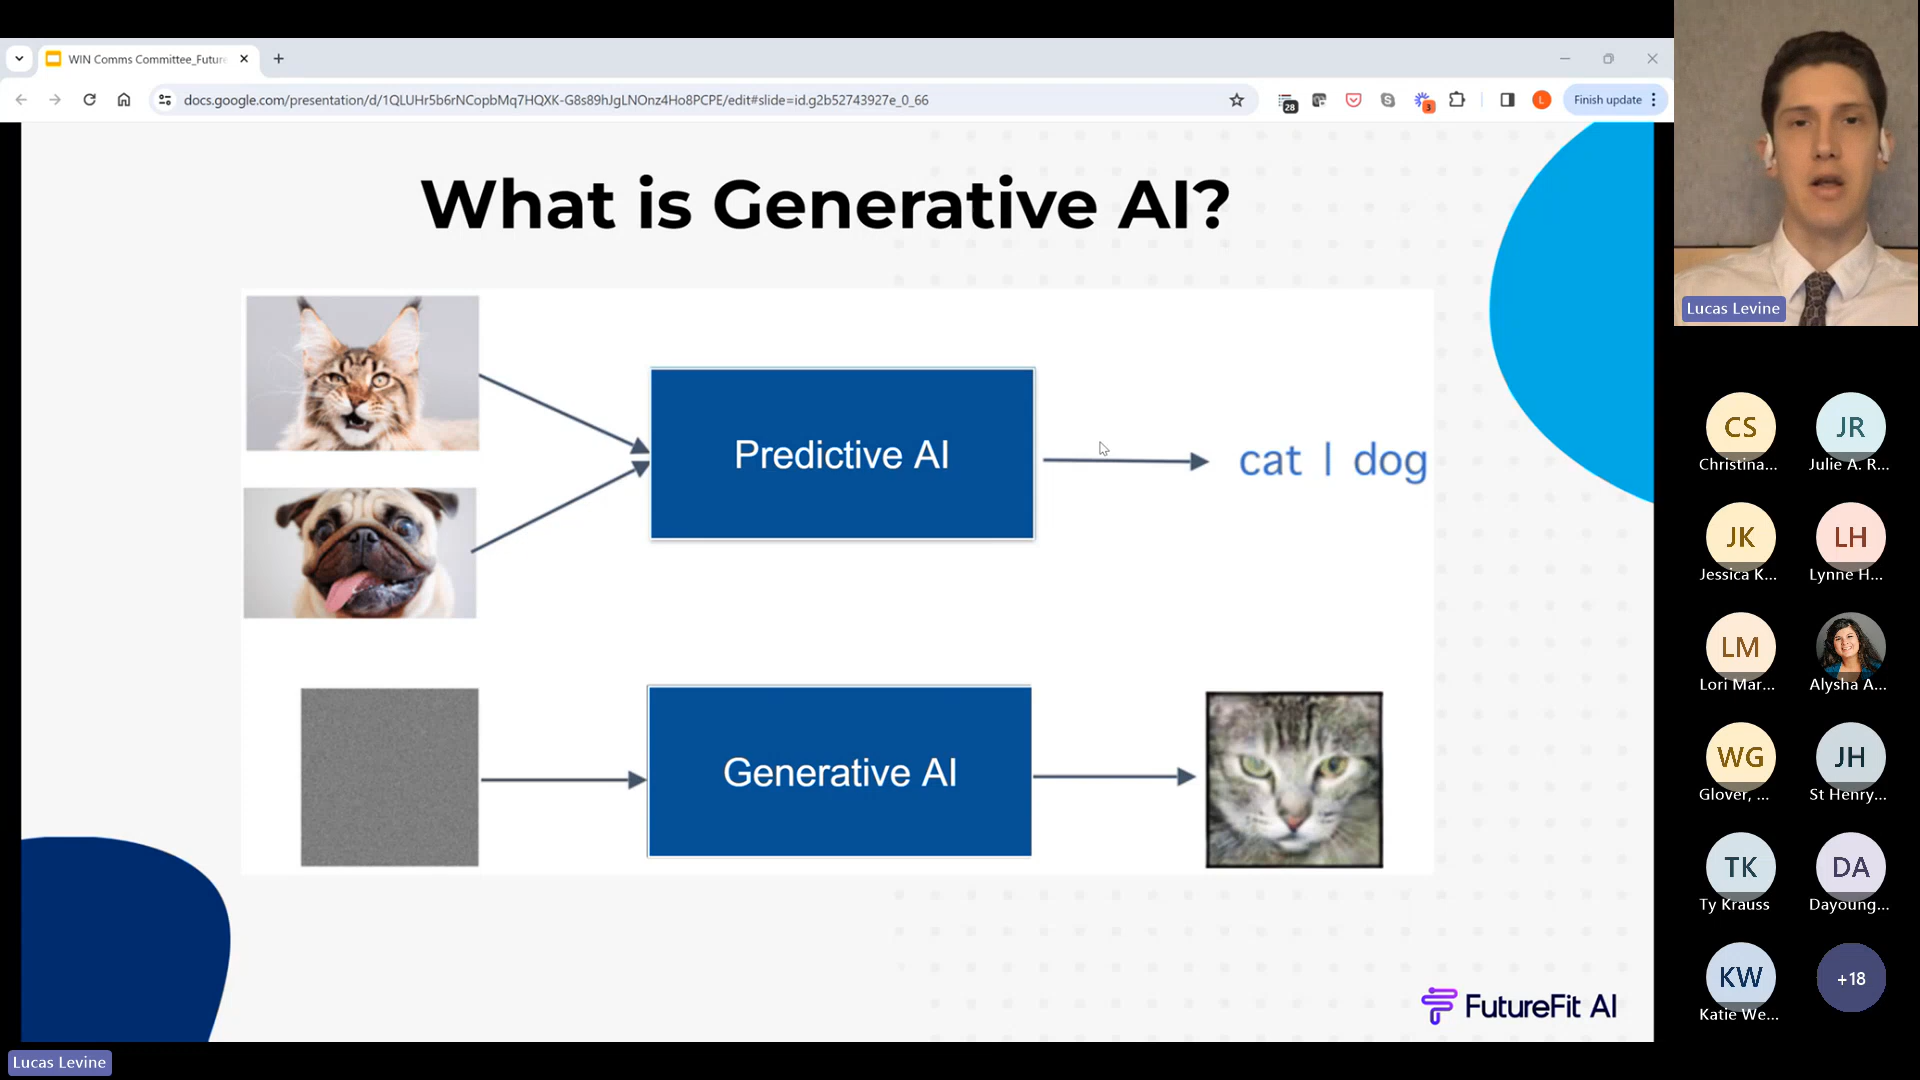 WIN Comms Committee_Future
docs.google.com/presentation/d/1QLUHr5b6rNCopbMq7HQXK-G8s89hJgLNOnz4Ho8PCPE/edit#slide=id.g2b52743927e_0_66
28
3
L
Finish update
What is Generative AI?
Predictive AI
cat | dog
Generative AI
FutureFit AI
Lucas Levine
Lucas Levine
CS
Christina...
JR
Julie A. R...
JK
Jessica K...
LH
Lynne H...
LM
Lori Mar...
Alysha A...
WG
Glover, ...
JH
St Henry...
TK
Ty Krauss
DA
Dayoung...
KW
Katie We...
+18